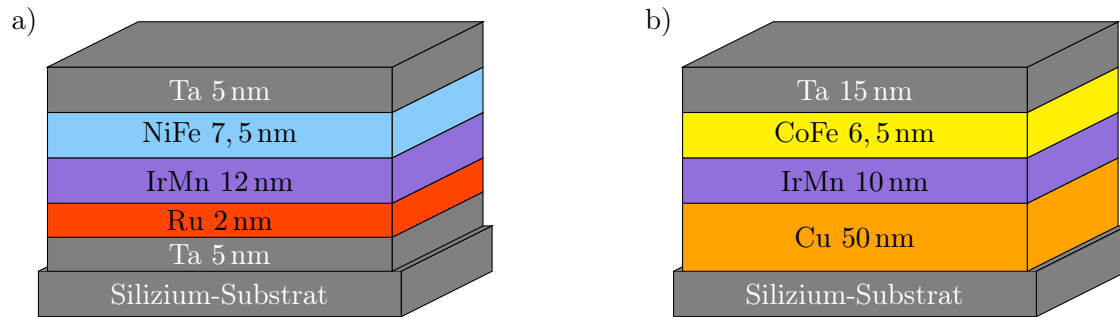 a)
Ta 5 nm
NiFe 7, 5 nm
IrMn 12 nm
Ru 2 nm
Ta 5 nm
Silizium-Substrat
b)
Ta 15 nm
CoFe 6, 5 nm
IrMn 10 nm
Cu 50 nm
Silizium-Substrat